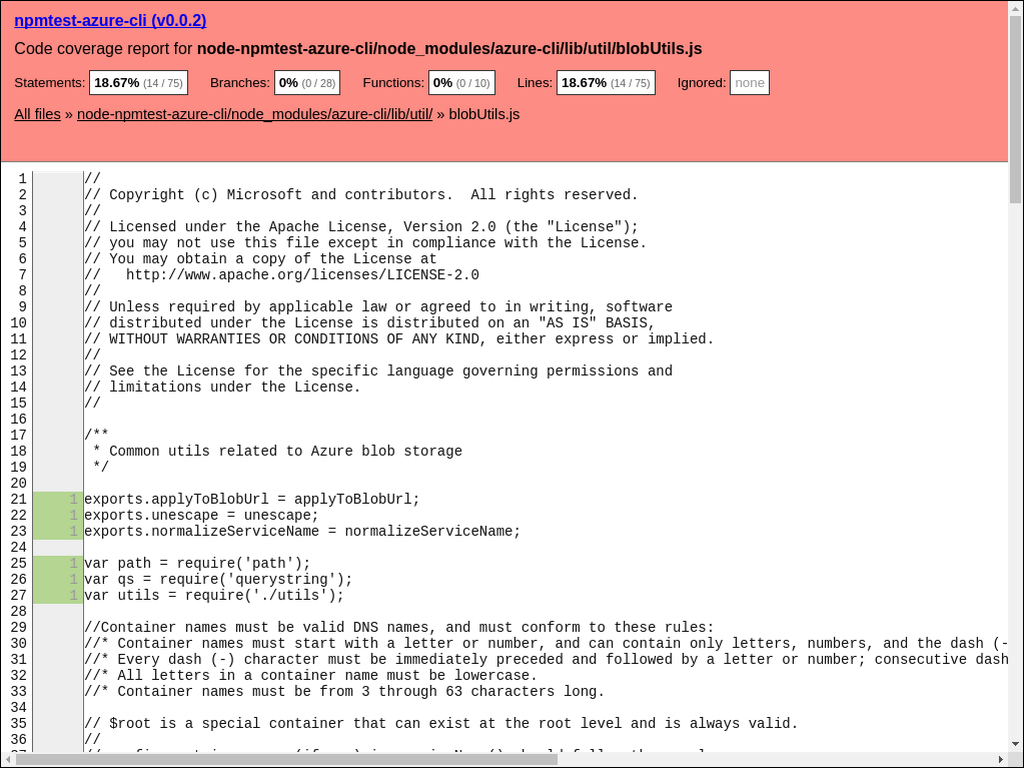 npmtest-azure-cli (v0.0.2)
Code coverage report for node-npmtest-azure-cli/node_modules/azure-cli/lib/util/blobUtils.js
Statements: 18.67% (14 / 75) Branches: 0% (0 / 28) Functions: 0% (0 / 10) Lines: 18.67% (14 / 75) Ignored: none
All files » node-npmtest-azure-cli/node_modules/azure-cli/lib/util/ » blobUtils.js
1 //
2 // Copyright (c) Microsoft and contributors.  All rights reserved.
3 //
4 // Licensed under the Apache License, Version 2.0 (the "License");
5 // you may not use this file except in compliance with the License.
6 // You may obtain a copy of the License at
7 //   http://www.apache.org/licenses/LICENSE-2.0
8 //
9 // Unless required by applicable law or agreed to in writing, software
10 // distributed under the License is distributed on an "AS IS" BASIS,
11 // WITHOUT WARRANTIES OR CONDITIONS OF ANY KIND, either express or implied.
12 //
13 // See the License for the specific language governing permissions and
14 // limitations under the License.
15 //
16
17 /**
18  * Common utils related to Azure blob storage
19  */
20
21 1 exports.applyToBlobUrl = applyToBlobUrl;
22 1 exports.unescape = unescape;
23 1 exports.normalizeServiceName = normalizeServiceName;
24
25 1 var path = require('path');
26 1 var qs = require('querystring');
27 1 var utils = require('./utils');
28
29 //Container names must be valid DNS names, and must conform to these rules:
30 //* Container names must start with a letter or number, and can contain only letters, numbers, and the dash (-
31 //* Every dash (-) character must be immediately preceded and followed by a letter or number; consecutive dash
32 //* All letters in a container name must be lowercase.
33 //* Container names must be from 3 through 63 characters long.
34
35 // $root is a special container that can exist at the root level and is always valid.
36 //